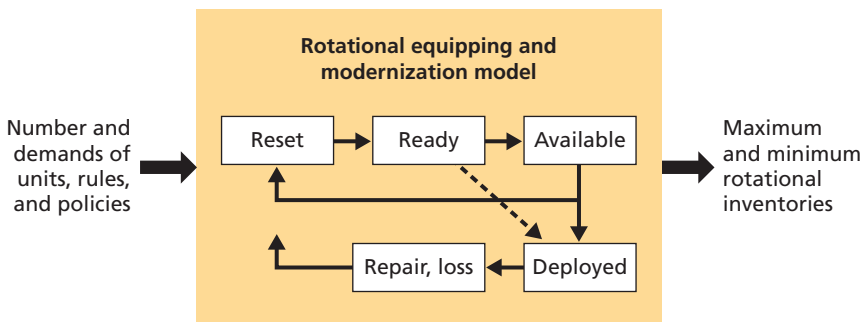 Rotational equipping and
modernization model
Number and
demands of
units, rules,
and policies
Reset
Ready
Available
Repair, loss
Deployed
Maximum
and minimum
rotational
inventories